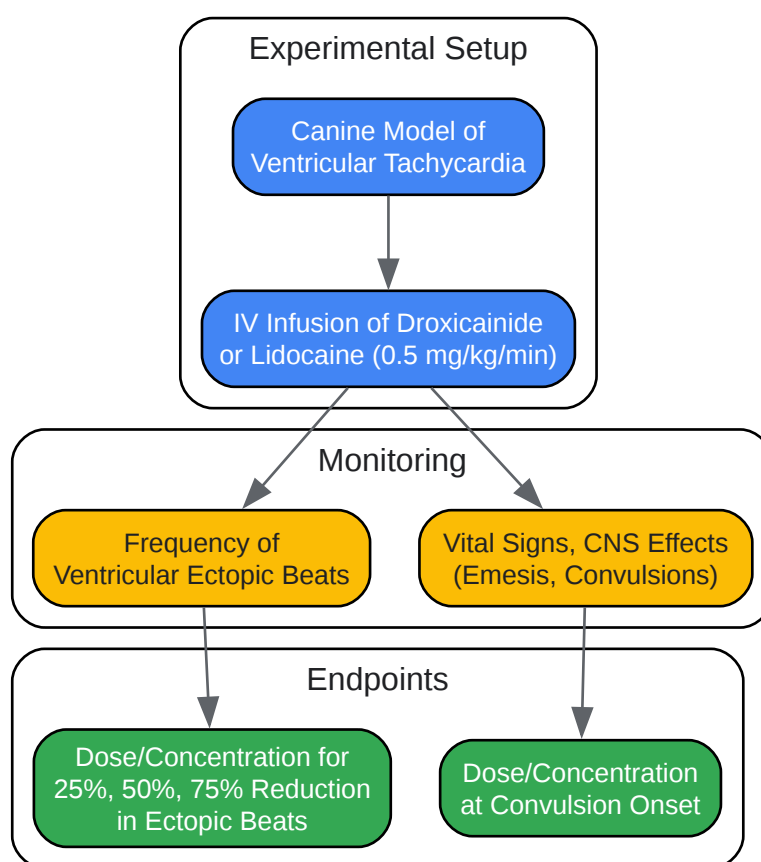 Experimental Setup
Canine Model of
Ventricular Tachycardia
IV Infusion of Droxicainide
or Lidocaine (0.5 mg/kg/min)
Monitoring
Frequency of
Ventricular Ectopic Beats
Vital Signs, CNS Effects
(Emesis, Convulsions)
Endpoints
Dose/Concentration for
25%, 50%, 75% Reduction
in Ectopic Beats
Dose/Concentration
at Convulsion Onset